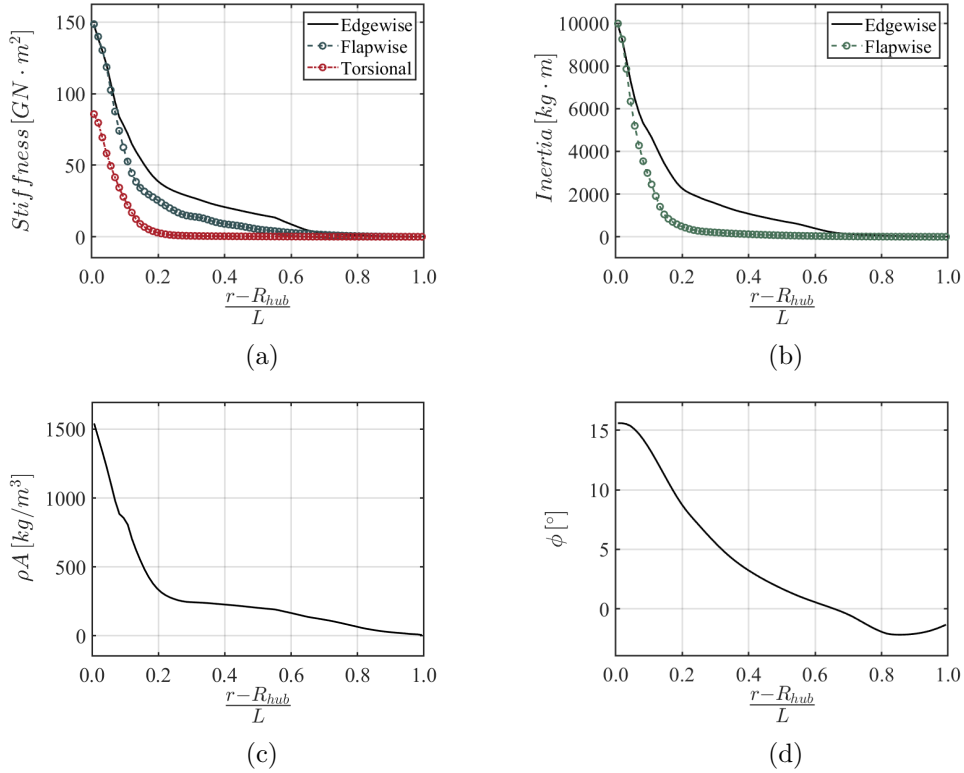 150
100
50
0
Stiffness [GN · m²]
Edgewise
Flapwise
Torsional
0.0 0.2 0.4 0.6 0.8 1.0
r−R_hub
L
(a)
10000
8000
6000
4000
2000
0
Inertia [kg · m]
Edgewise
Flapwise
0.0 0.2 0.4 0.6 0.8 1.0
r−R_hub
L
(b)
1500
1000
500
0
ρA [kg/m³]
0.0 0.2 0.4 0.6 0.8 1.0
r−R_hub
L
(c)
15
10
5
0
ϕ [°]
0.0 0.2 0.4 0.6 0.8 1.0
r−R_hub
L
(d)